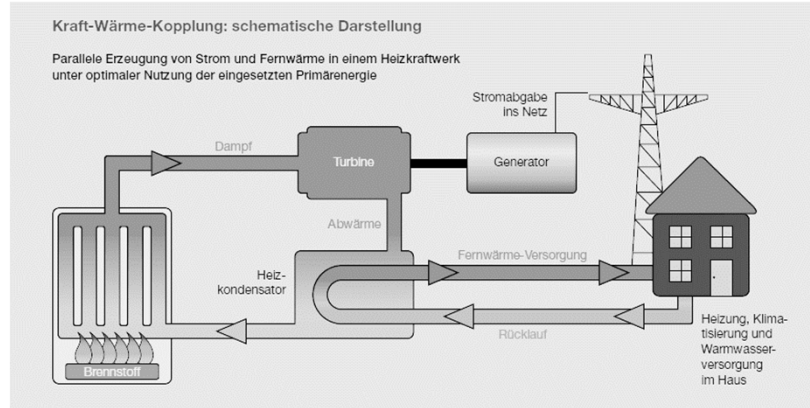 Kraft-Wärme-Kopplung: schematische Darstellung
Parallele Erzeugung von Strom und Fernwärme in einem Heizkraftwerk
unter optimaler Nutzung der eingesetzten Primärenergie
Stromabgabe
ins Netz
Dampf
Turbine
Generator
Abwärme
Fernwärme-Versorgung
Heiz-
kondensator
Rücklauf
Heizung, Klima-
tisierung und
Warmwasser-
versorgung
im Haus
Brennstoff